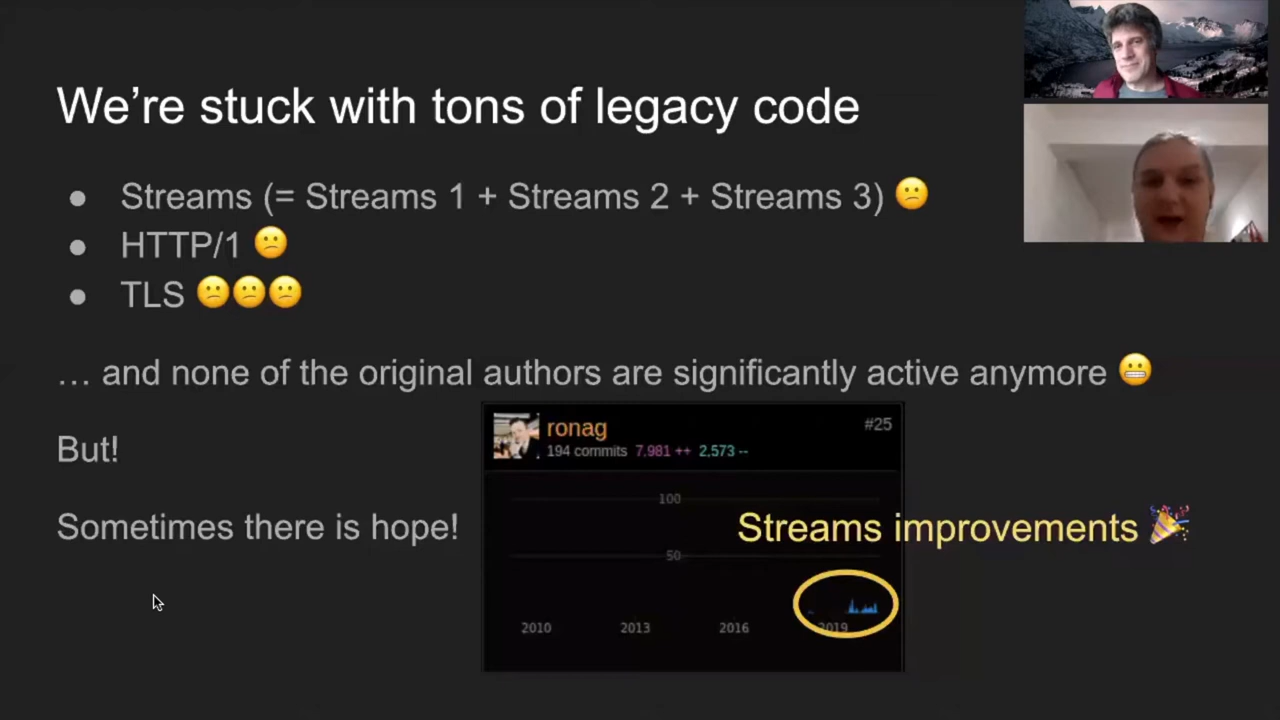 We're stuck with tons of legacy code
● Streams (= Streams 1 + Streams 2 + Streams 3) 😕
● HTTP/1 😕
● TLS 😕😕😕
… and none of the original authors are significantly active anymore 😬
ronag
#25
194 commits 7,981 ++ 2,573 --
But!
100
Sometimes there is hope!
Streams improvements 🎉
50
2010 2013 2016 2019